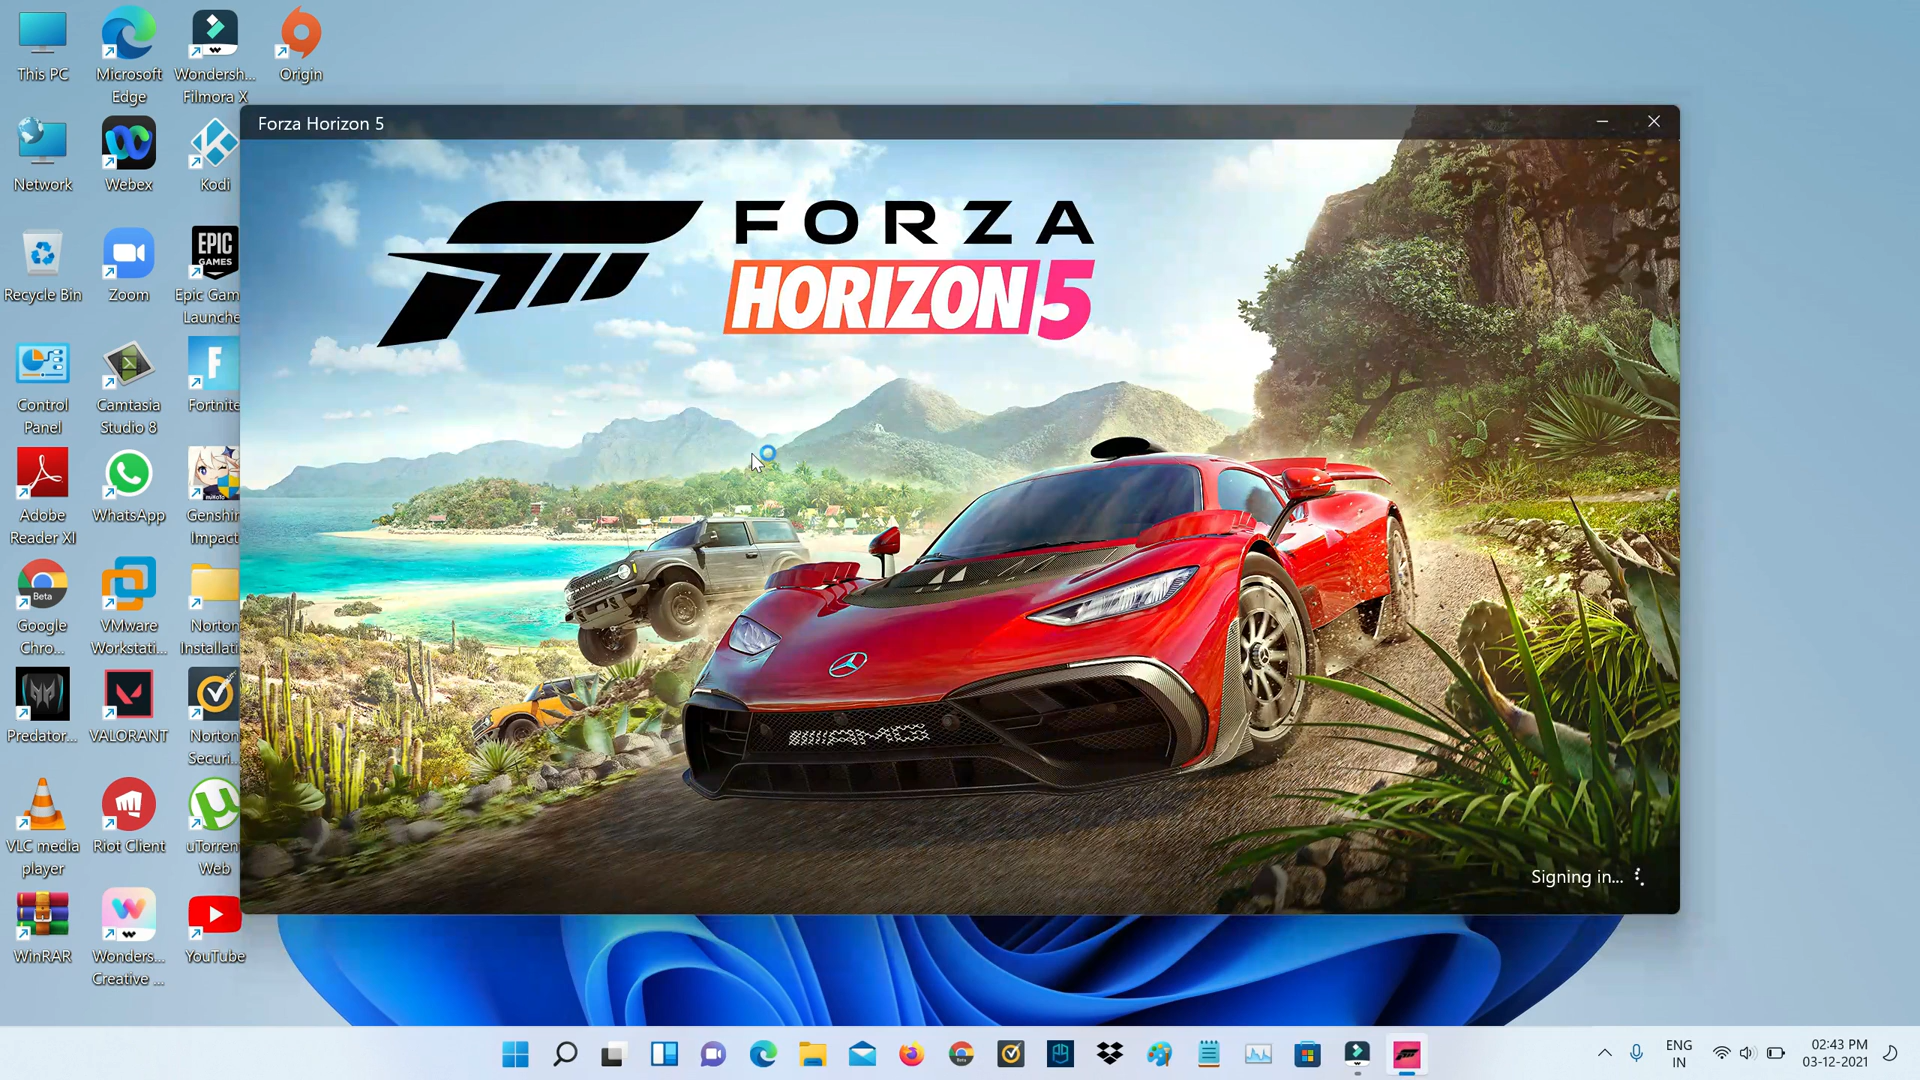 This PC
Microsoft
Edge
Wondersh...
Filmora X
Origin
Forza Horizon 5
Network
Webex
Kodi
FORZA
HORIZON 5
EPIC
GAMES
Recycle Bin
Zoom
Epic Gam
Launche
Control
Panel
Camtasia
Studio 8
F
Fortnite
Adobe
Reader XI
WhatsApp
Genshin
Impact
Beta
Google
Chro...
VMware
Workstati...
Norton
Installati
Predator...
VALORANT
Norton
Securi...
AMG
VLC media
player
Riot Client
uTorren
Web
Signing in...
WinRAR
Wonders...
Creative ...
YouTube
ENG
IN
02:43 PM
03-12-2021